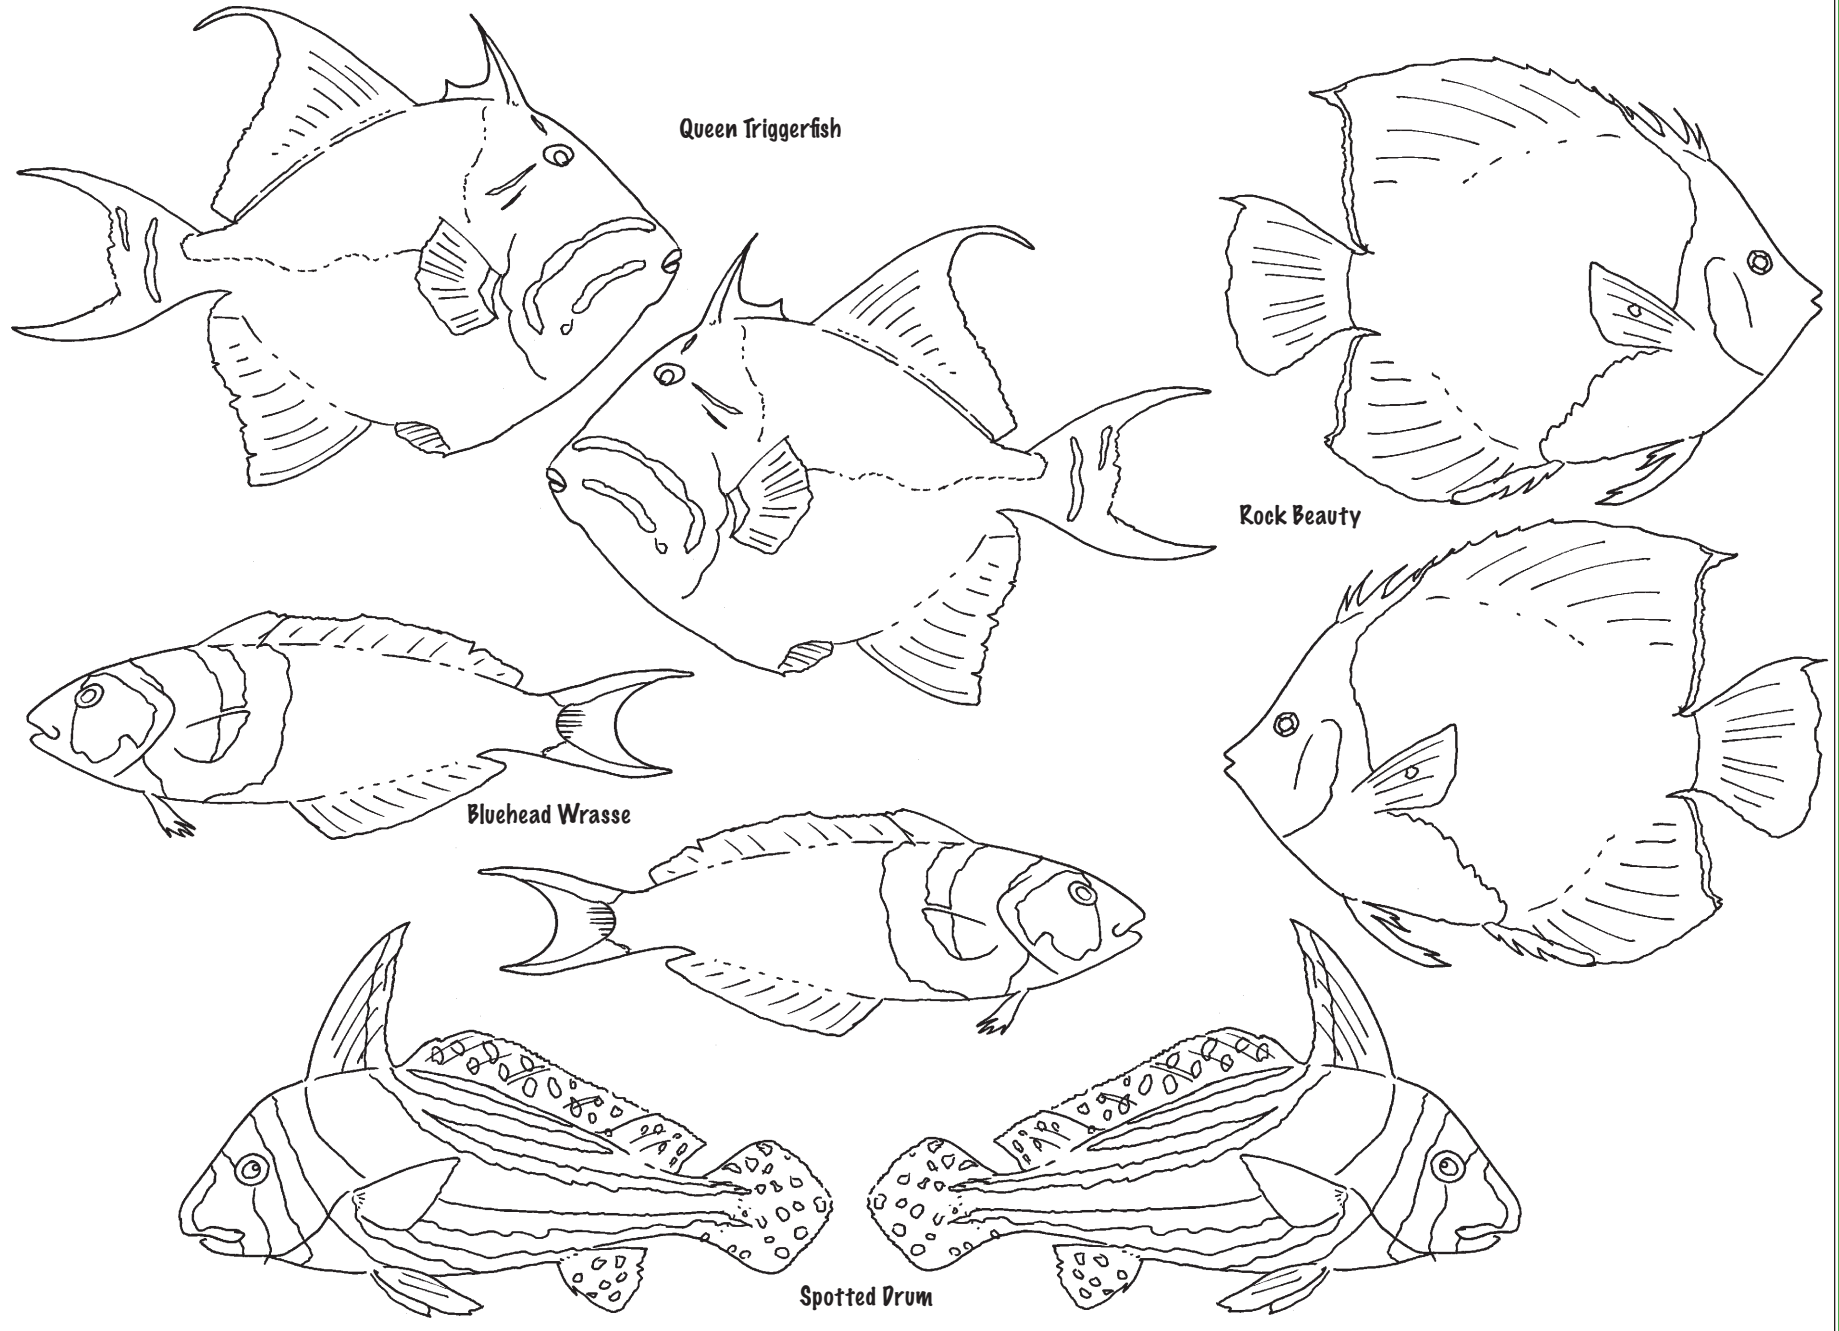 Queen Triggerfish
Rock Beauty
Bluehead Wrasse
Spotted Drum